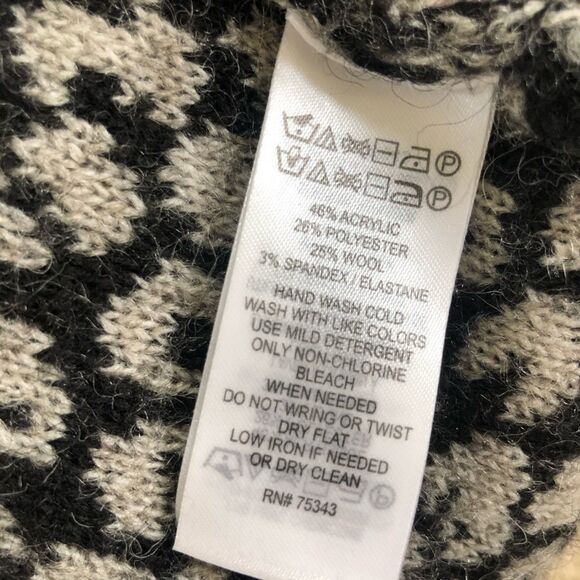 46% ACRYLIC
26% POLYESTER
25% WOOL
3% SPANDEX / ELASTANE
HAND WASH COLD
WASH WITH LIKE COLORS
USE MILD DETERGENT
ONLY NON-CHLORINE
BLEACH
WHEN NEEDED
DO NOT WRING OR TWIST
DRY FLAT
LOW IRON IF NEEDED
OR DRY CLEAN
RN# 75343